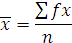 x̅ = ∑ fx / n